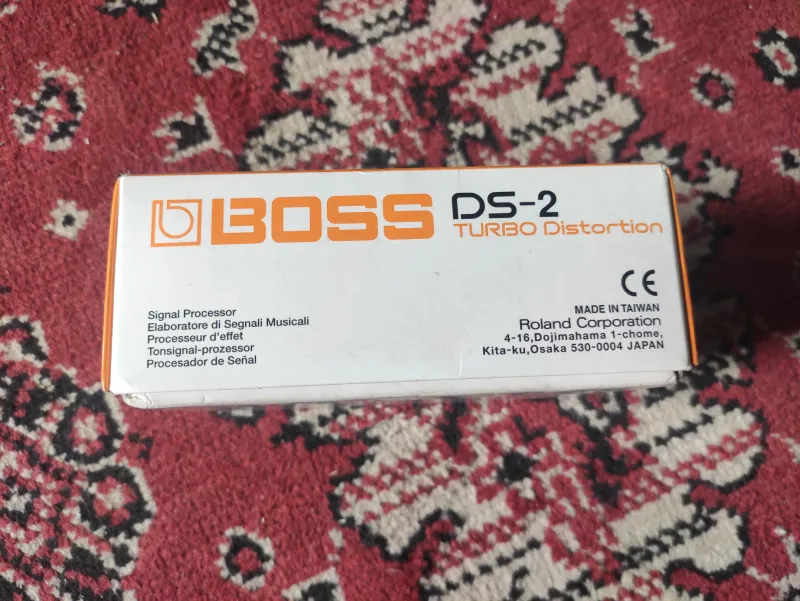 BOSS DS-2
TURBO Distortion
CE
Signal Processor
Elaboratore di Segnali Musicali
Processeur d'effet
Tonsignal-prozessor
Procesador de Señal
MADE IN TAIWAN
Roland Corporation
4-16,Dojimahama 1-chome,
Kita-ku,Osaka 530-0004 JAPAN